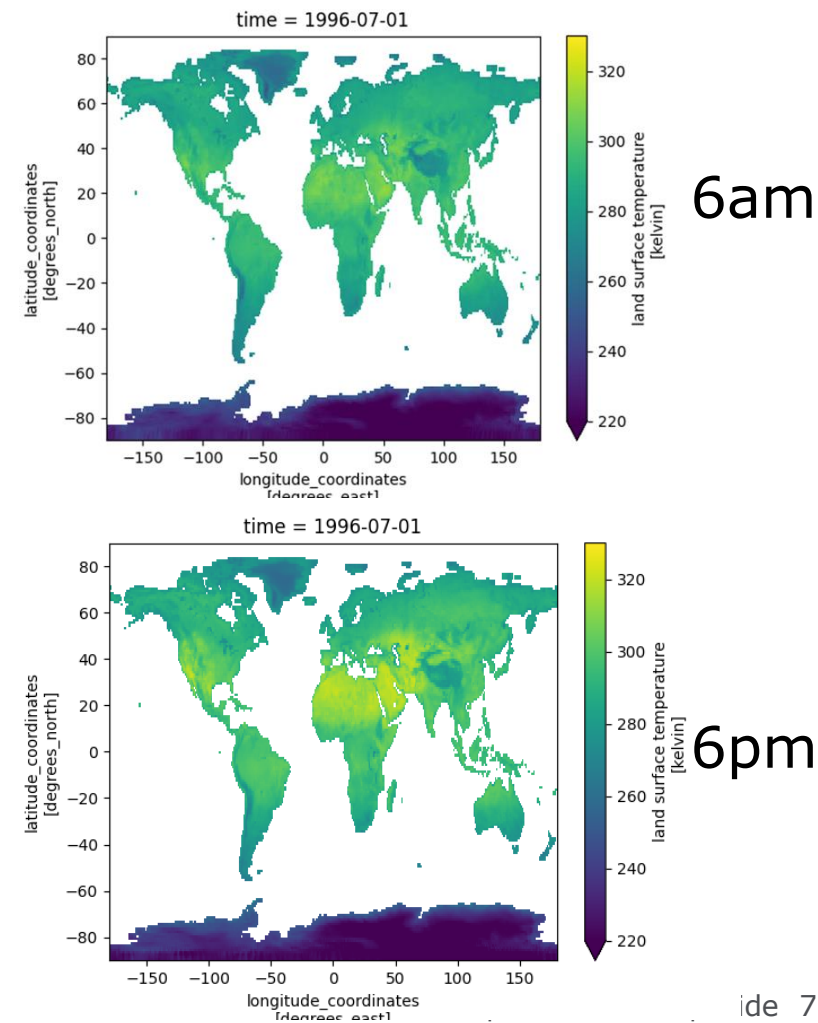 time = 1996-07-01
80
60
40
20
0
−20
−40
−60
−80
latitude_coordinates
[degrees_north]
−150 −100 −50 0 50 100 150
longitude_coordinates
[degrees_east]
320
300
280
260
240
220
land surface temperature
[kelvin]
6am
time = 1996-07-01
80
60
40
20
0
−20
−40
−60
−80
latitude_coordinates
[degrees_north]
−150 −100 −50 0 50 100 150
longitude_coordinates
[degrees_east]
320
300
280
260
240
220
land surface temperature
[kelvin]
6pm
ide 7